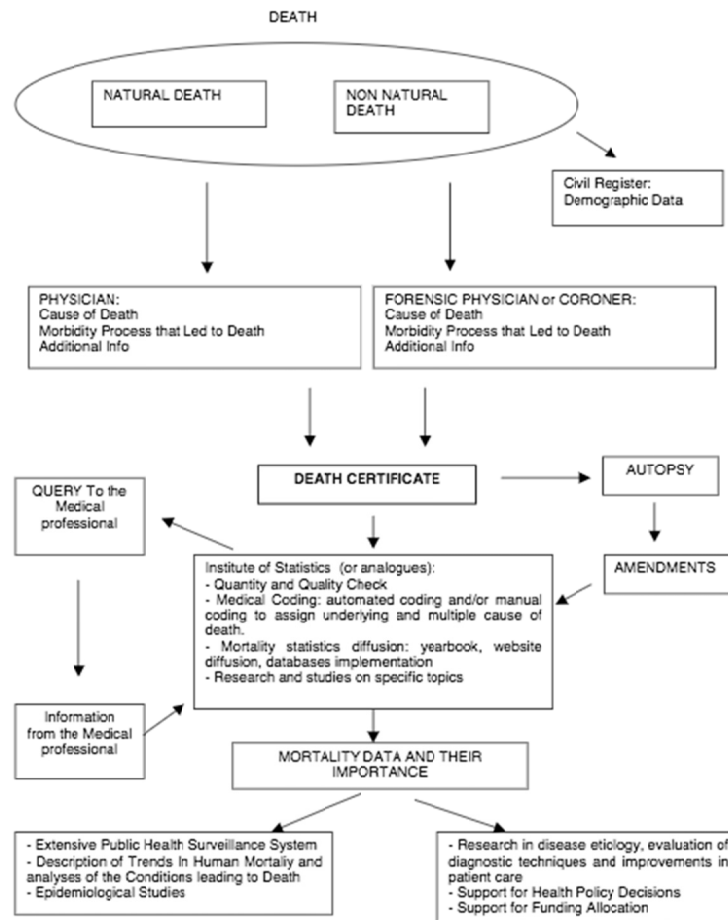 DEATH
NATURAL DEATH
NON NATURAL
DEATH
Civil Register:
Demographic Data
PHYSICIAN:
Cause of Death
Morbidity Process that Led to Death
Additional Info
FORENSIC PHYSICIAN or CORONER:
Cause of Death
Morbidity Process that Led to Death
Additional Info
DEATH CERTIFICATE
AUTOPSY
QUERY To the
Medical
professional
AMENDMENTS
Institute of Statistics (or analogues):
- Quantity and Quality Check
- Medical Coding: automated coding and/or manual
coding to assign underlying and multiple cause of
death.
- Mortality statistics diffusion: yearbook, website
diffusion, databases implementation
- Research and studies on specific topics
Information
from the Medical
professional
MORTALITY DATA AND THEIR
IMPORTANCE
- Extensive Public Health Surveillance System
- Description of Trends In Human Mortaliy and
analyses of the Conditions leading to Death
- Epidemiological Studies
- Research in disease etiology, evaluation of
diagnostic techniques and improvements in
patient care
- Support for Health Policy Decisions
- Support for Funding Allocation